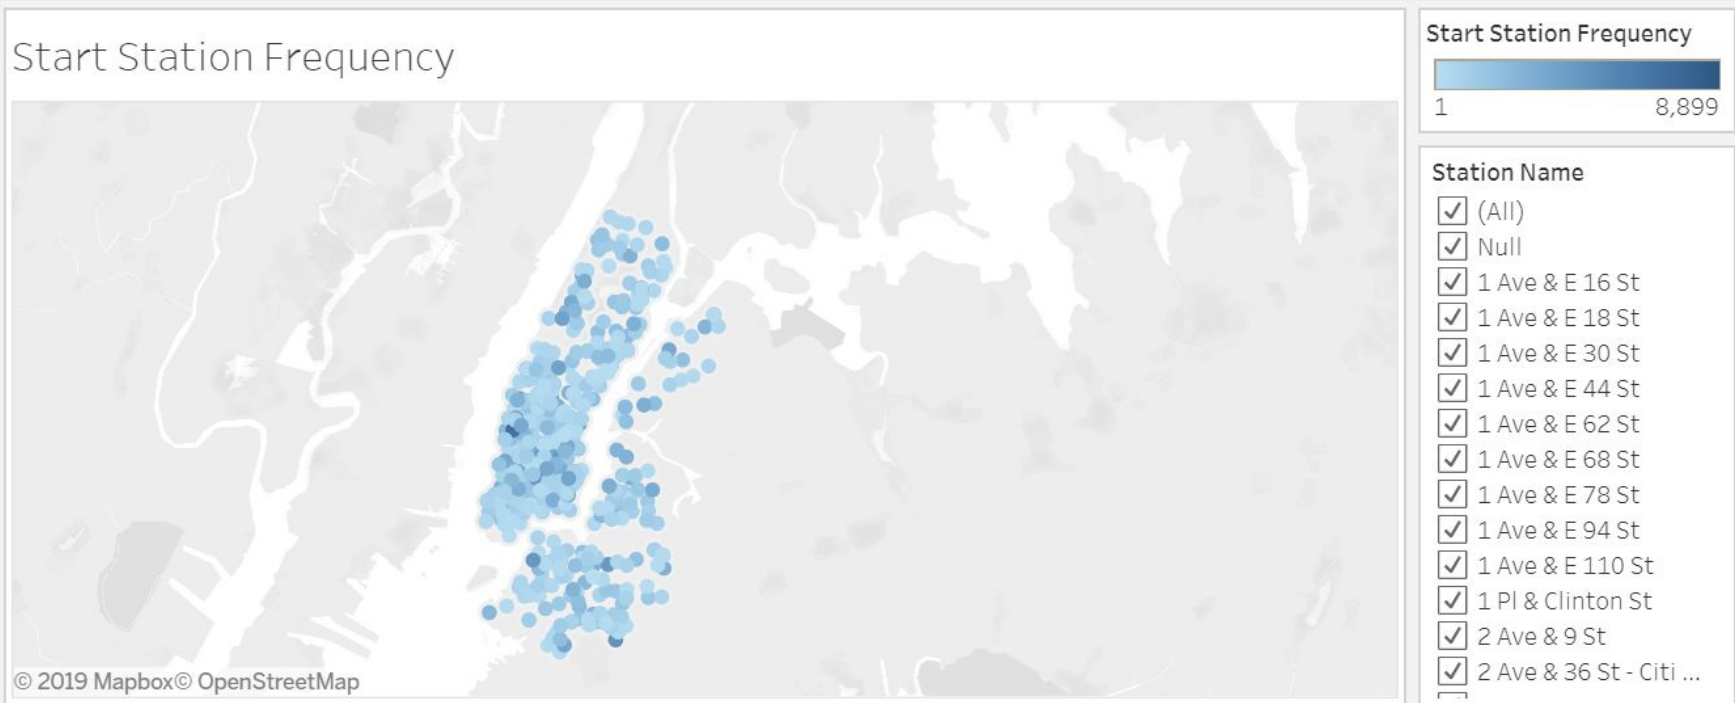 Start Station Frequency
© 2019 Mapbox© OpenStreetMap
Start Station Frequency
1 8,899
Station Name
(All)
Null
1 Ave & E 16 St
1 Ave & E 18 St
1 Ave & E 30 St
1 Ave & E 44 St
1 Ave & E 62 St
1 Ave & E 68 St
1 Ave & E 78 St
1 Ave & E 94 St
1 Ave & E 110 St
1 Pl & Clinton St
2 Ave & 9 St
2 Ave & 36 St - Citi ...